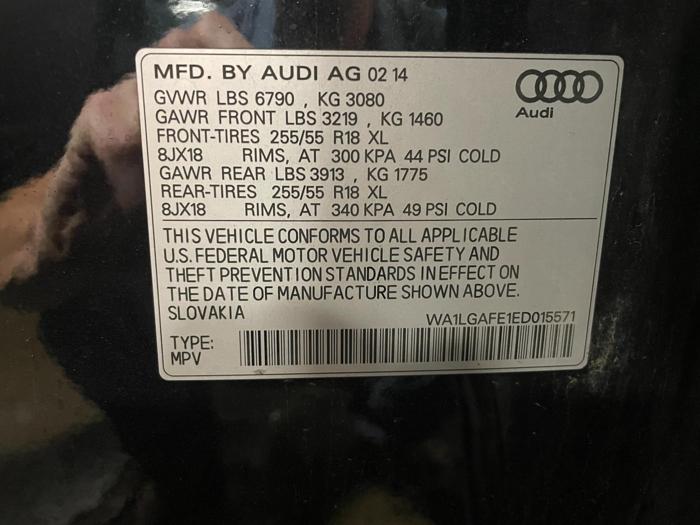 MFD. BY AUDI AG 02 14
Audi
GVWR LBS 6790 , KG 3080
GAWR FRONT LBS 3219 , KG 1460
FRONT-TIRES 255/55 R18 XL
8JX18 RIMS, AT 300 KPA 44 PSI COLD
GAWR REAR LBS 3913 , KG 1775
REAR-TIRES 255/55 R18 XL
8JX18 RIMS, AT 340 KPA 49 PSI COLD
THIS VEHICLE CONFORMS TO ALL APPLICABLE
U.S. FEDERAL MOTOR VEHICLE SAFETY AND
THEFT PREVENTION STANDARDS IN EFFECT ON
THE DATE OF MANUFACTURE SHOWN ABOVE.
SLOVAKIA WA1LGAFE1ED015571
TYPE:
MPV